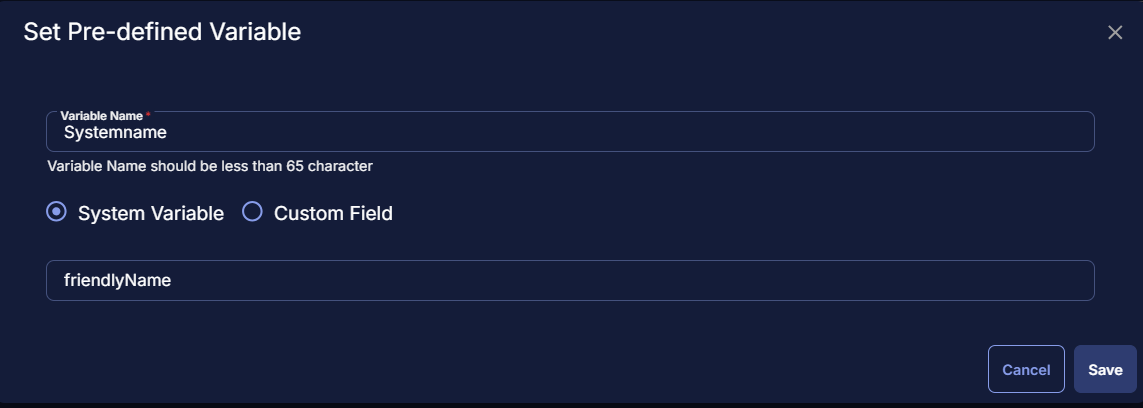 Set Pre-defined Variable
Variable Name *
Systemname
Variable Name should be less than 65 character
System Variable Custom Field
friendlyName
Cancel Save